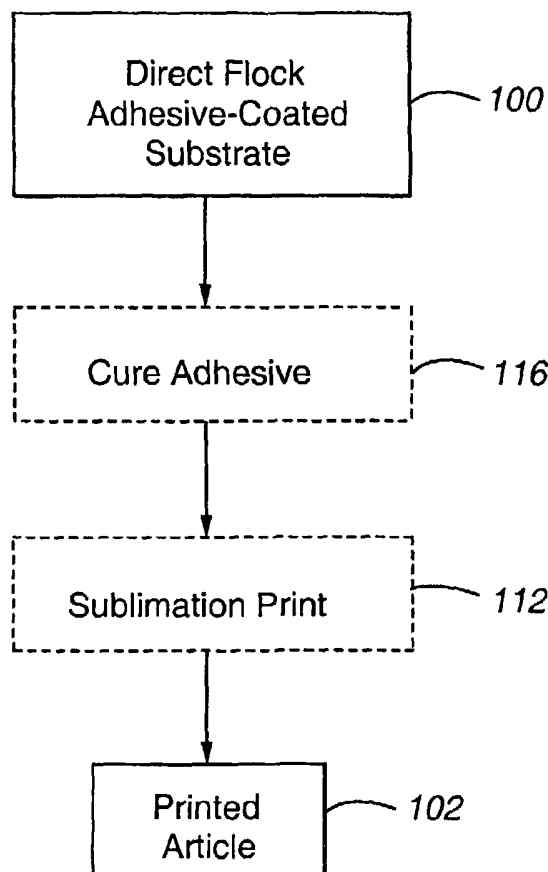 Direct Flock
Adhesive-Coated
Substrate
100
Cure Adhesive
116
Sublimation Print
112
Printed
Article
102